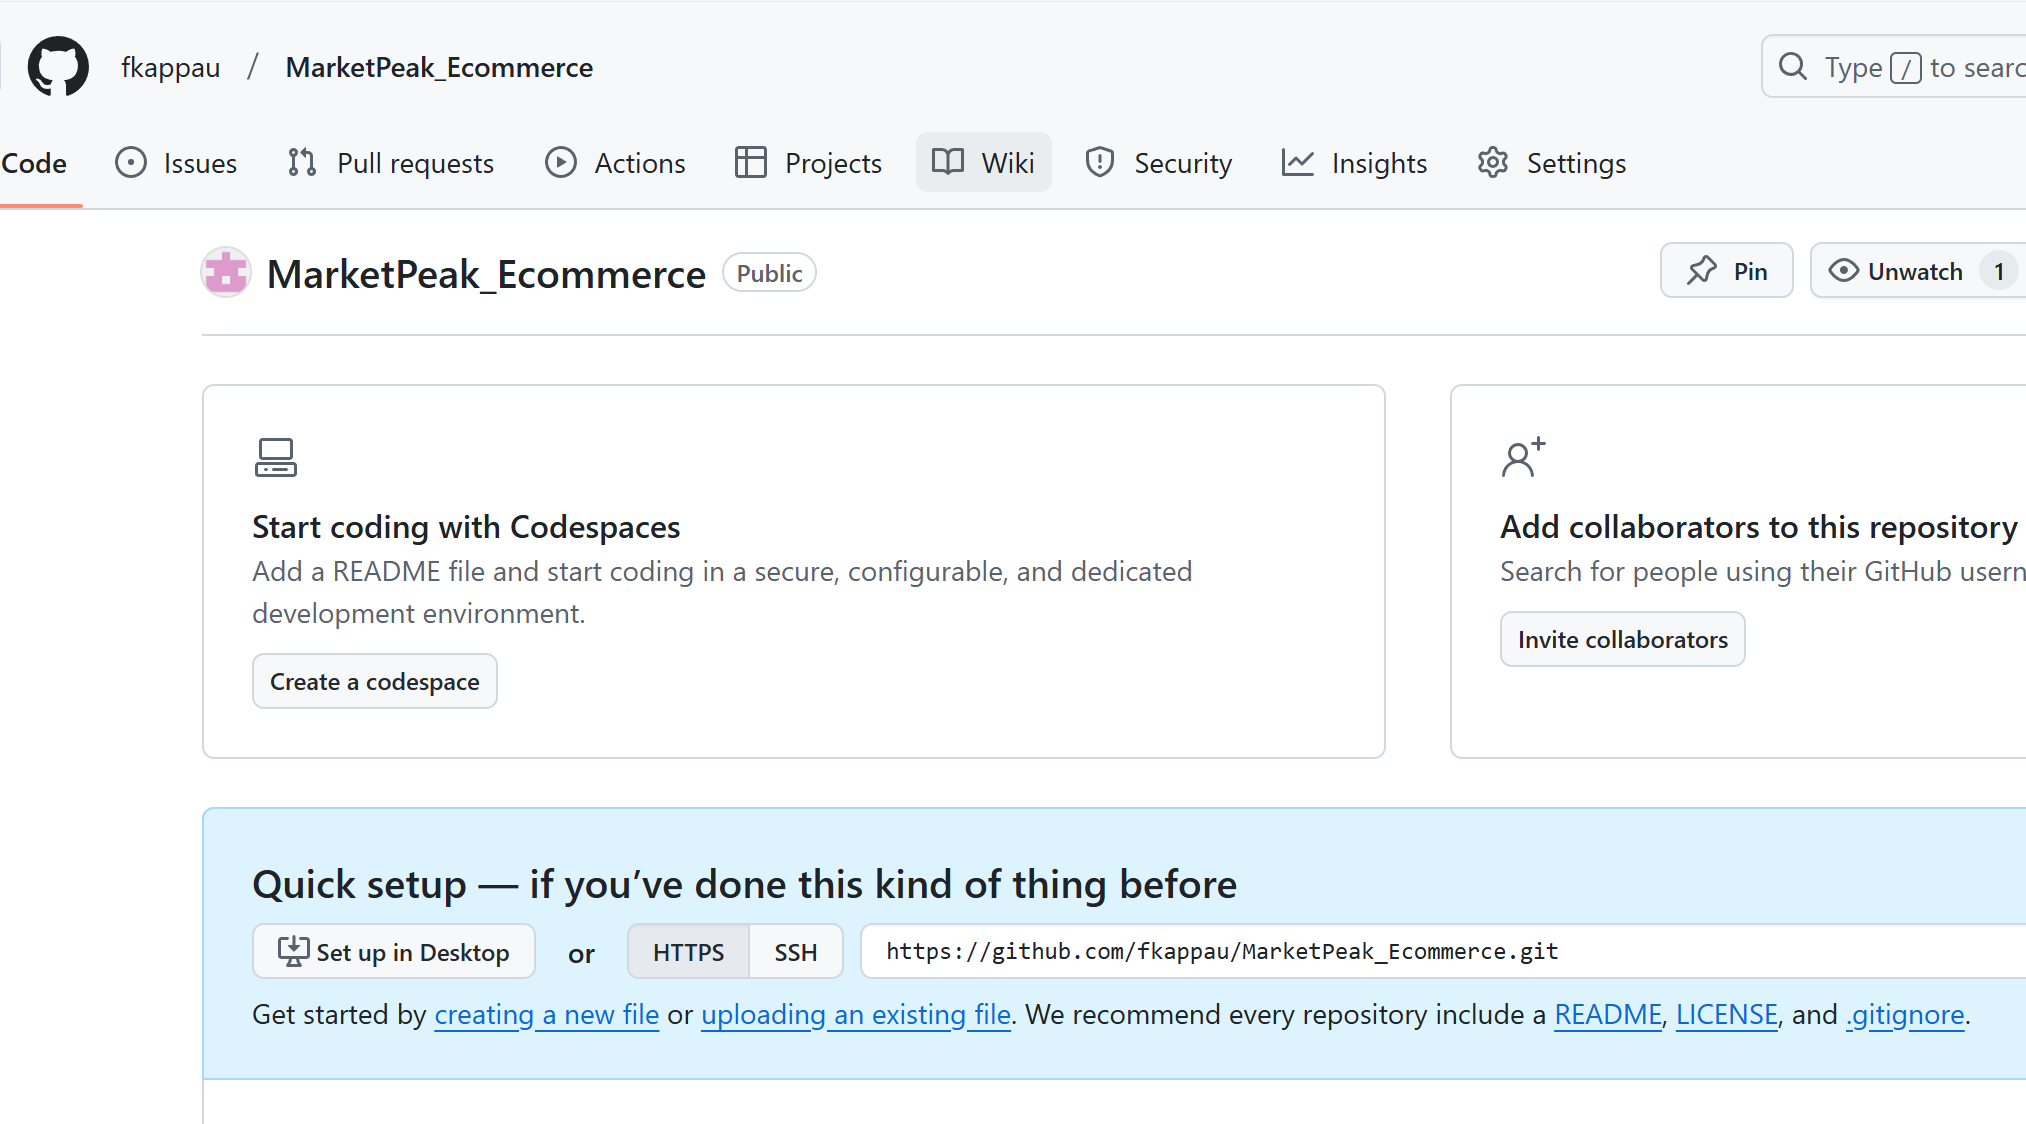 fkappau / MarketPeak_Ecommerce
Type / to searc
Code Issues Pull requests Actions Projects Wiki Security Insights Settings
MarketPeak_Ecommerce Public
Pin Unwatch 1
Start coding with Codespaces
Add a README file and start coding in a secure, configurable, and dedicated
development environment.
Create a codespace
Add collaborators to this repository
Search for people using their GitHub usern
Invite collaborators
Quick setup — if you’ve done this kind of thing before
Set up in Desktop or HTTPS SSH https://github.com/fkappau/MarketPeak_Ecommerce.git
Get started by creating a new file or uploading an existing file. We recommend every repository include a README, LICENSE, and .gitignore.